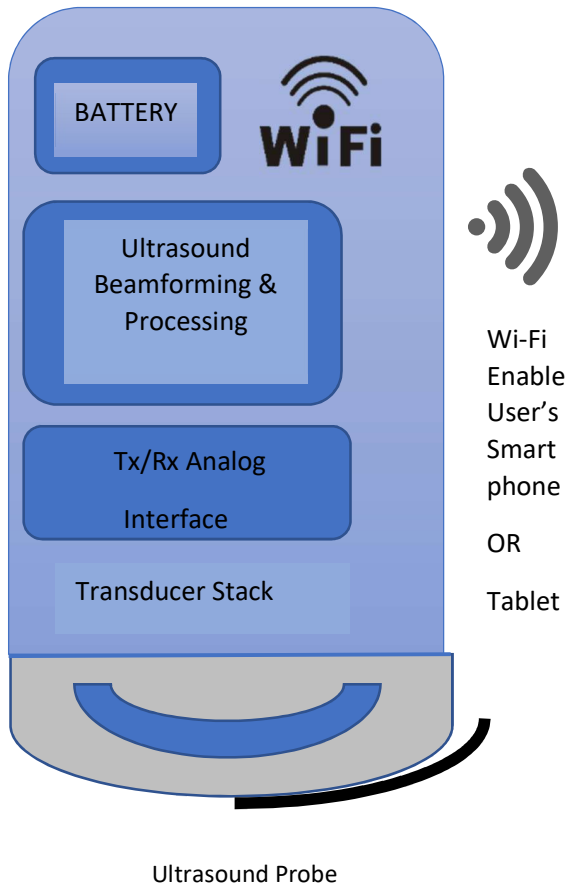 BATTERY
WiFi
Ultrasound
Beamforming &
Processing
Tx/Rx Analog
Interface
Transducer Stack
Wi-Fi
Enable
User’s
Smart
phone
OR
Tablet
Ultrasound Probe